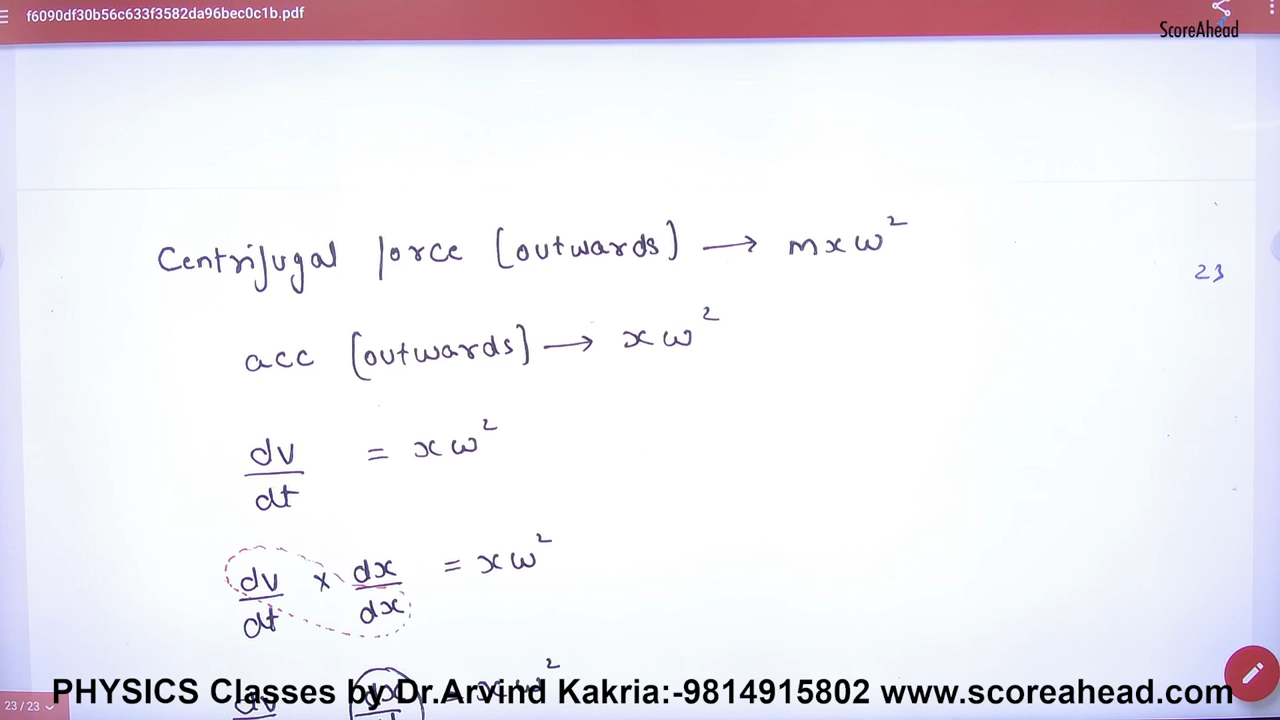 f6090df30b56c633f3582da96bec0c1b.pdf
ScoreAhead
Centrifugal force (outwards) → mxω²
23
acc (outwards) → xω²
dv/dt = xω²
dv/dt × dx/dx = xω²
PHYSICS Classes by Dr.Arvind Kakria:-9814915802 www.scoreahead.com
23 / 23